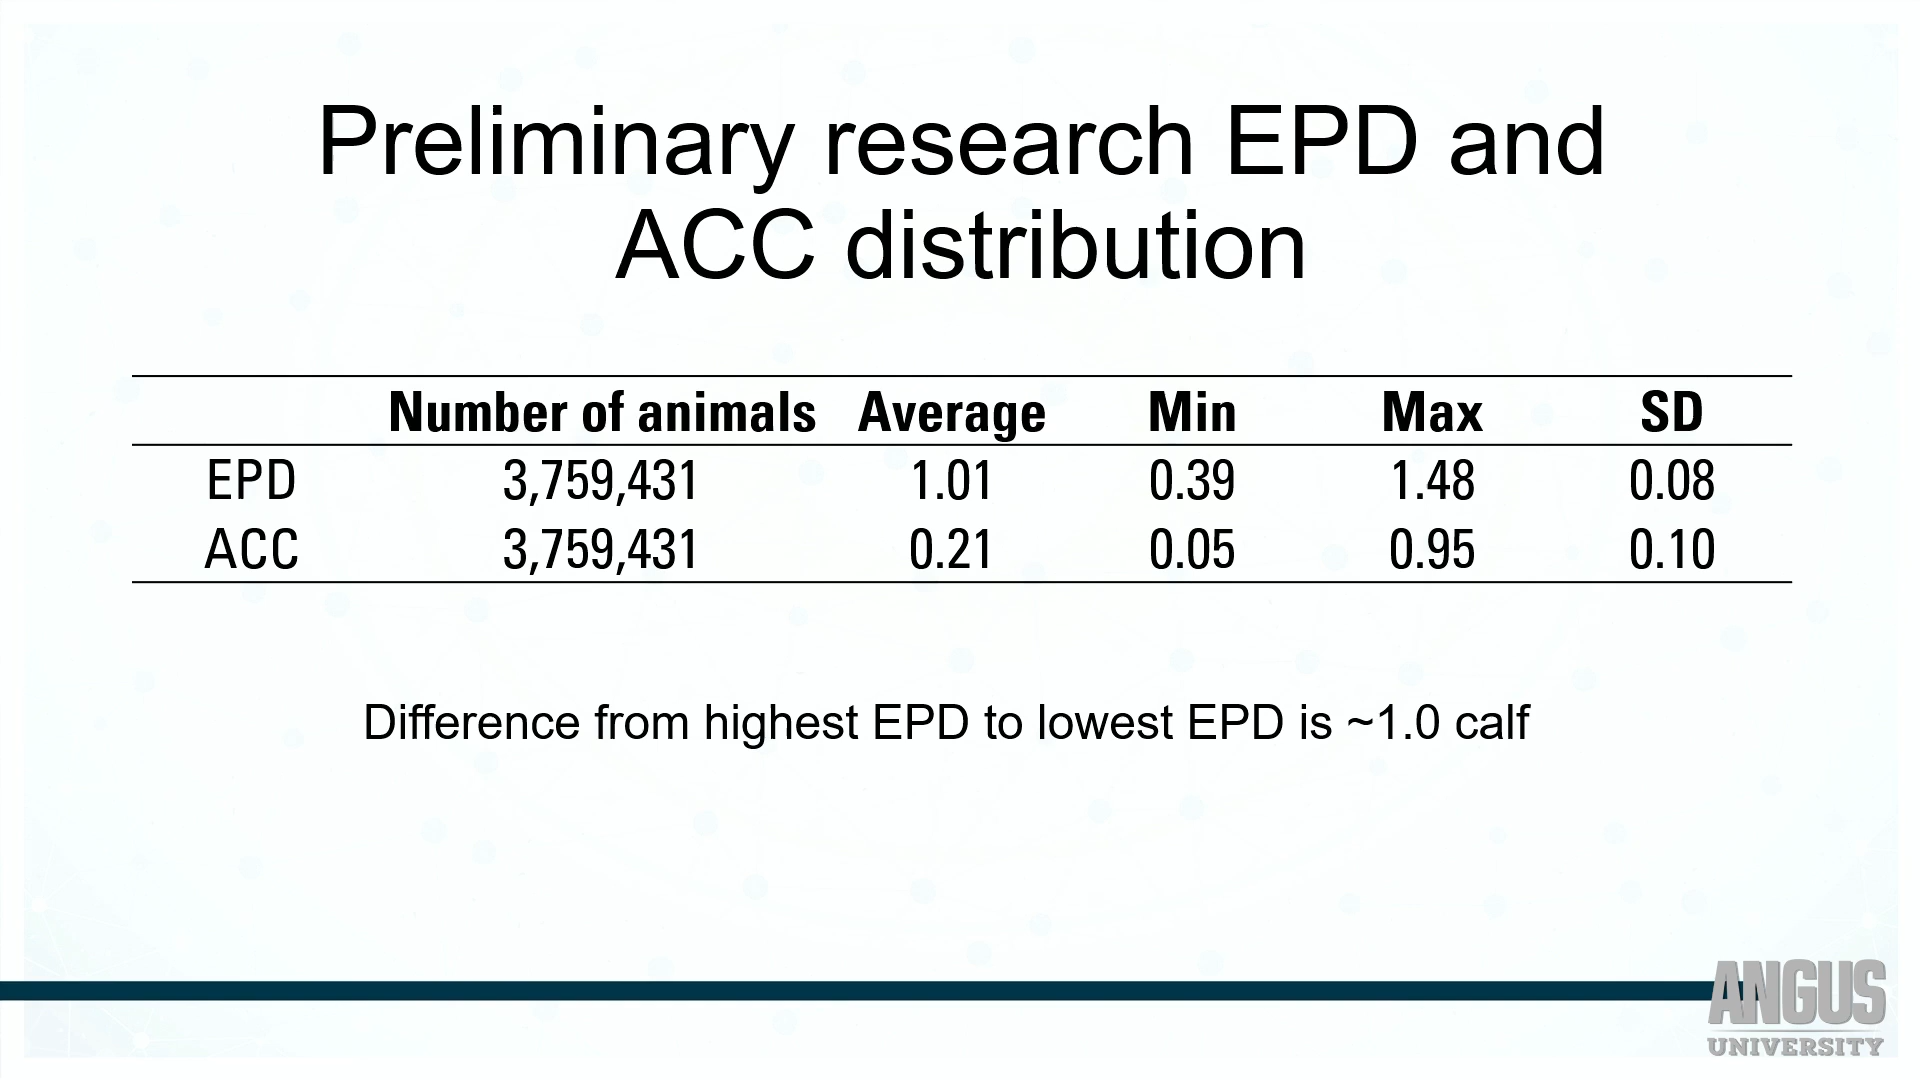 Preliminary research EPD and
ACC distribution
Number of animals Average Min Max SD
EPD 3,759,431 1.01 0.39 1.48 0.08
ACC 3,759,431 0.21 0.05 0.95 0.10
Difference from highest EPD to lowest EPD is ~1.0 calf
ANGUS
UNIVERSITY